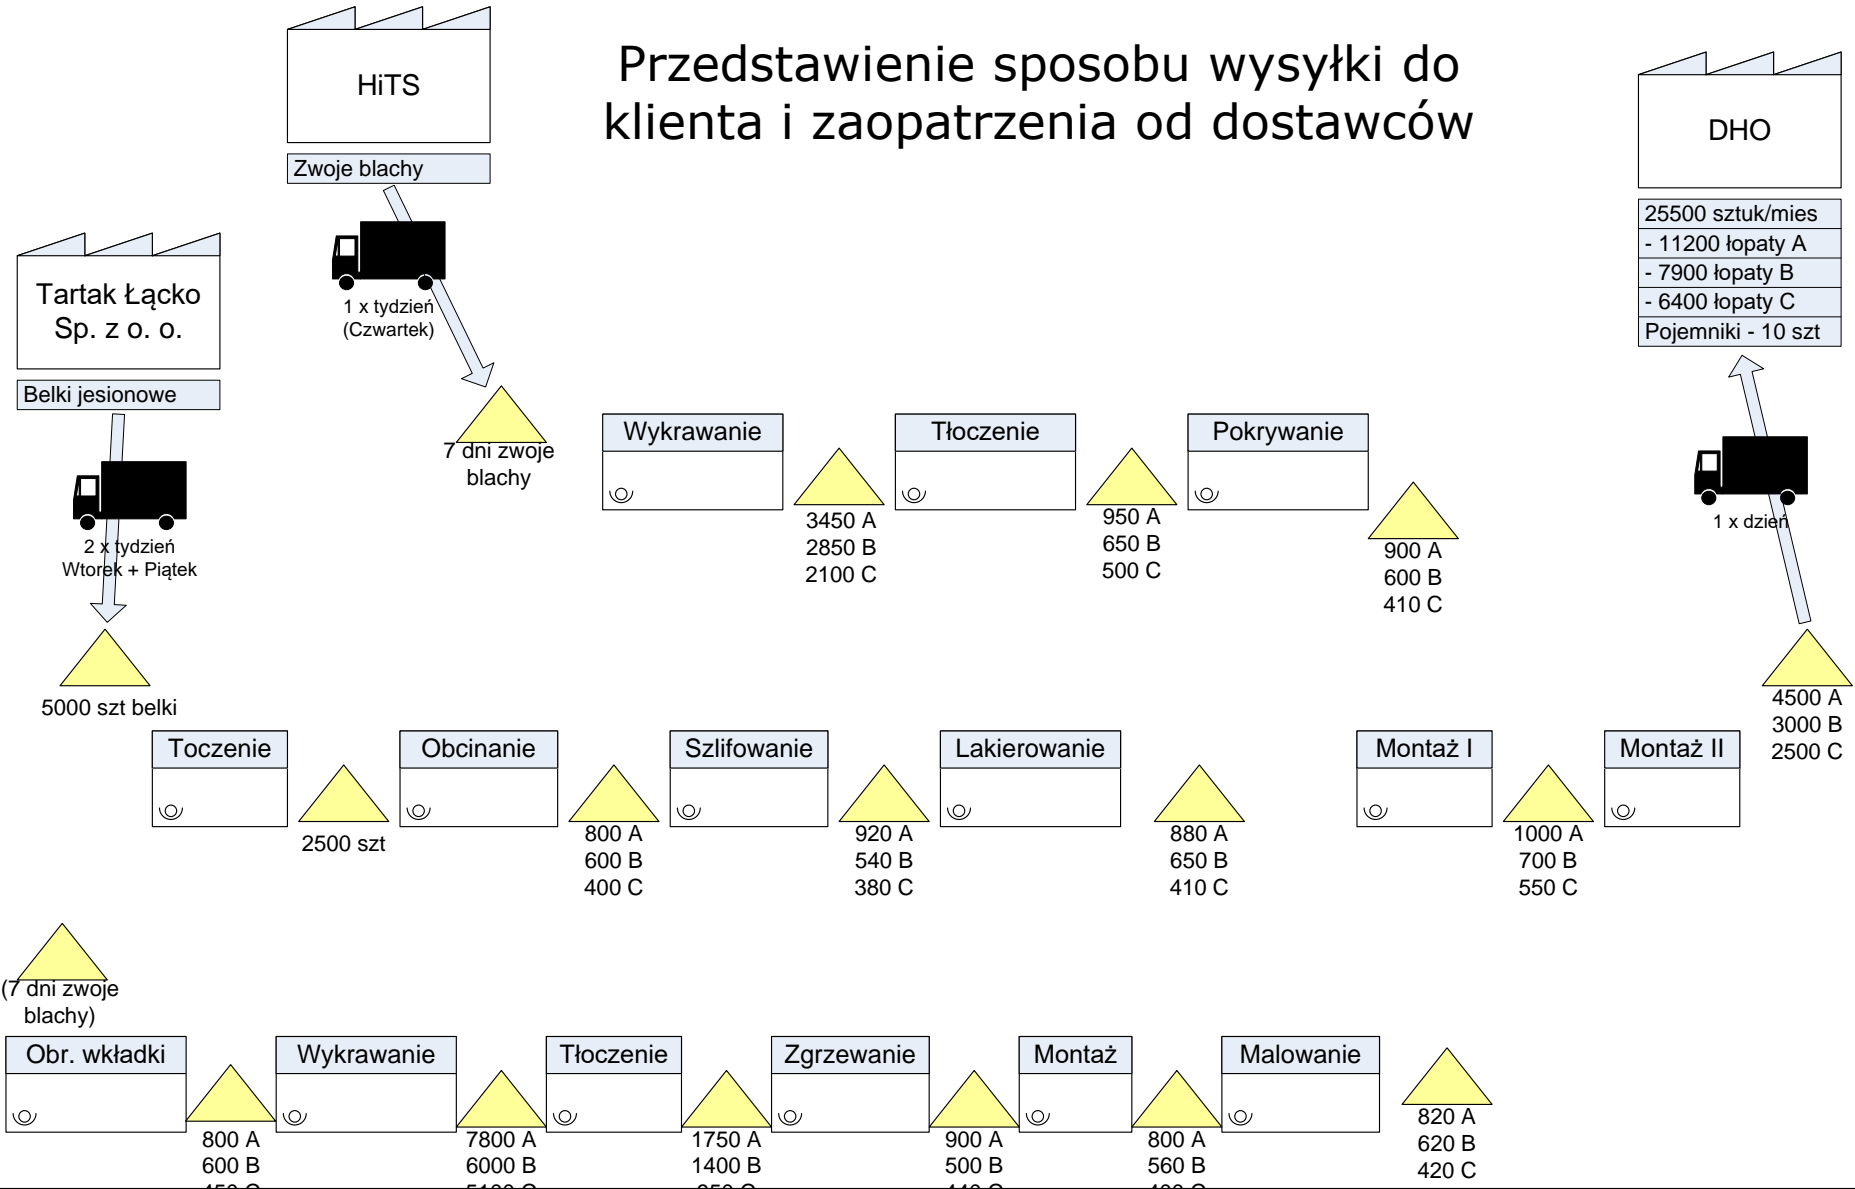 Przedstawienie sposobu wysyłki do
klienta i zaopatrzenia od dostawców
HiTS
Zwoje blachy
1 x tydzień
(Czwartek)
7 dni zwoje
blachy
DHO
25500 sztuk/mies
- 11200 łopaty A
- 7900 łopaty B
- 6400 łopaty C
Pojemniki - 10 szt
1 x dzień
Tartak Łącko
Sp. z o. o.
Belki jesionowe
2 x tydzień
Wtorek + Piątek
5000 szt belki
Wykrawanie
3450 A
2850 B
2100 C
Tłoczenie
950 A
650 B
500 C
Pokrywanie
900 A
600 B
410 C
Toczenie
2500 szt
Obcinanie
800 A
600 B
400 C
Szlifowanie
920 A
540 B
380 C
Lakierowanie
880 A
650 B
410 C
Montaż I
1000 A
700 B
550 C
Montaż II
4500 A
3000 B
2500 C
(7 dni zwoje
blachy)
Obr. wkładki
800 A
600 B
Wykrawanie
7800 A
6000 B
Tłoczenie
1750 A
1400 B
Zgrzewanie
900 A
500 B
Montaż
800 A
560 B
Malowanie
820 A
620 B
420 C